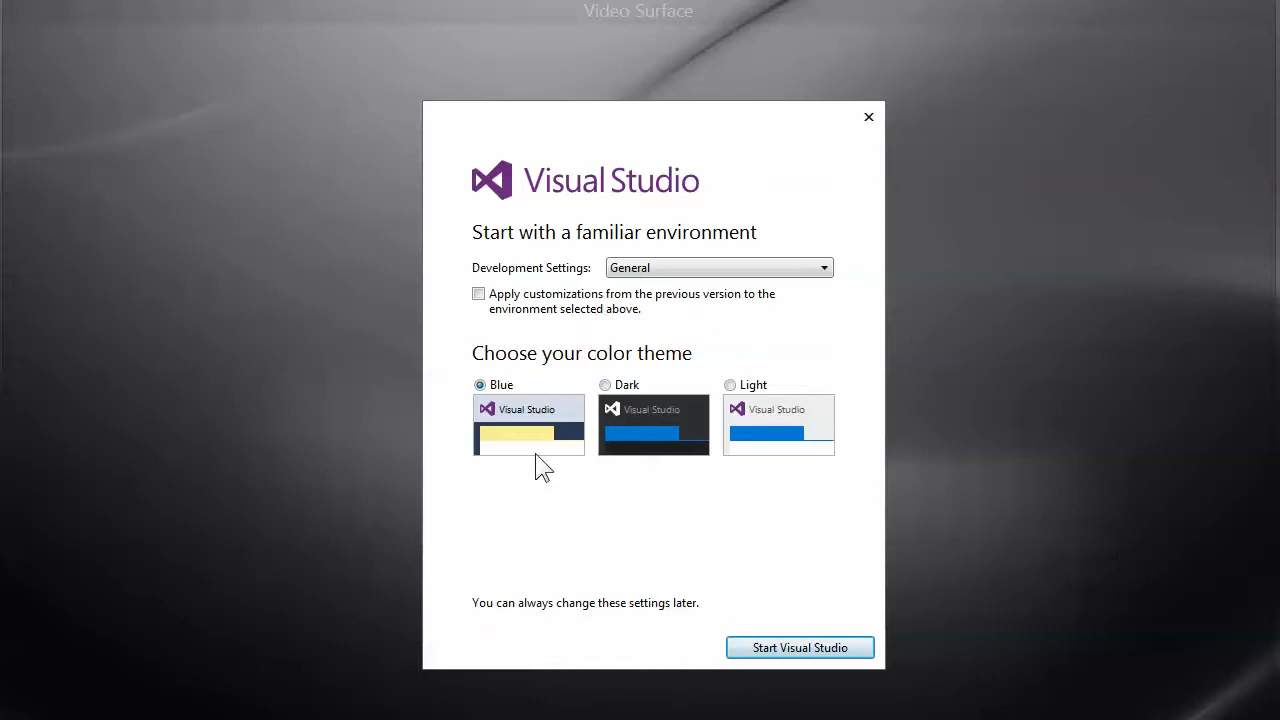 Video Surface
Visual Studio
Start with a familiar environment
Development Settings: General
Apply customizations from the previous version to the
environment selected above.
Choose your color theme
Blue Dark Light
Visual Studio Visual Studio Visual Studio
You can always change these settings later.
Start Visual Studio